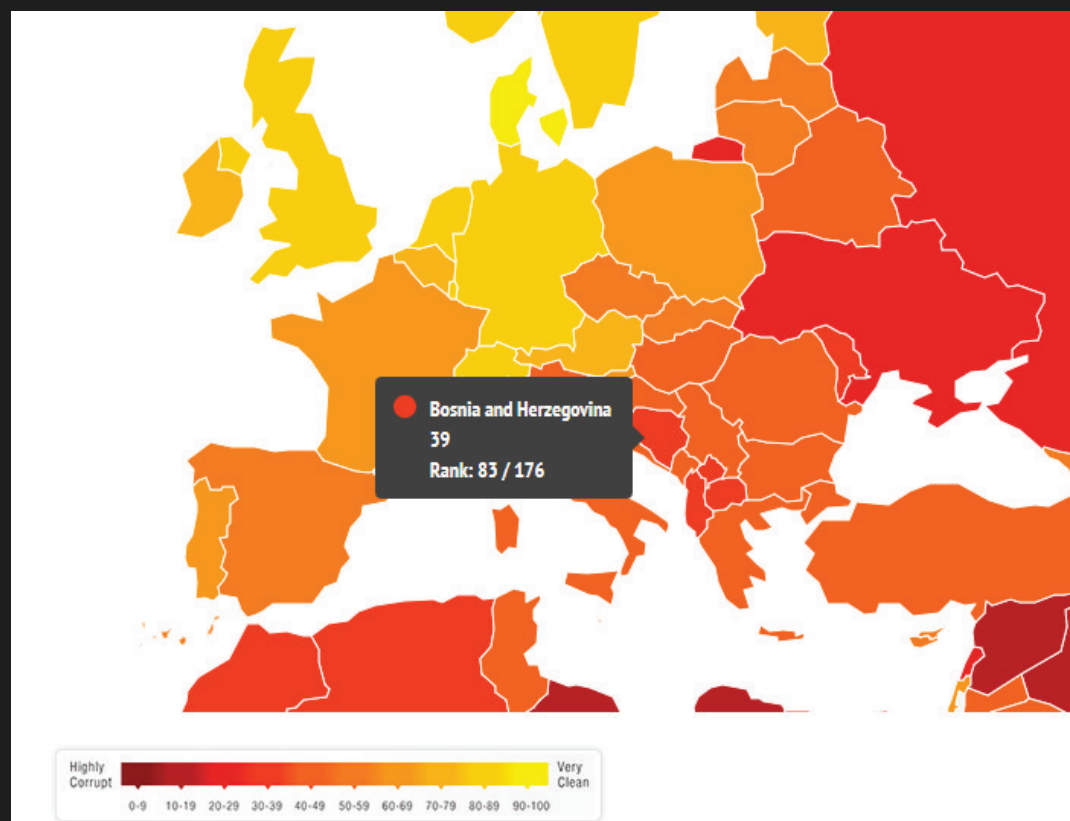 Bosnia and Herzegovina
39
Rank: 83 / 176
Highly
Corrupt
Very
Clean
0-9 10-19 20-29 30-39 40-49 50-59 60-69 70-79 80-89 90-100